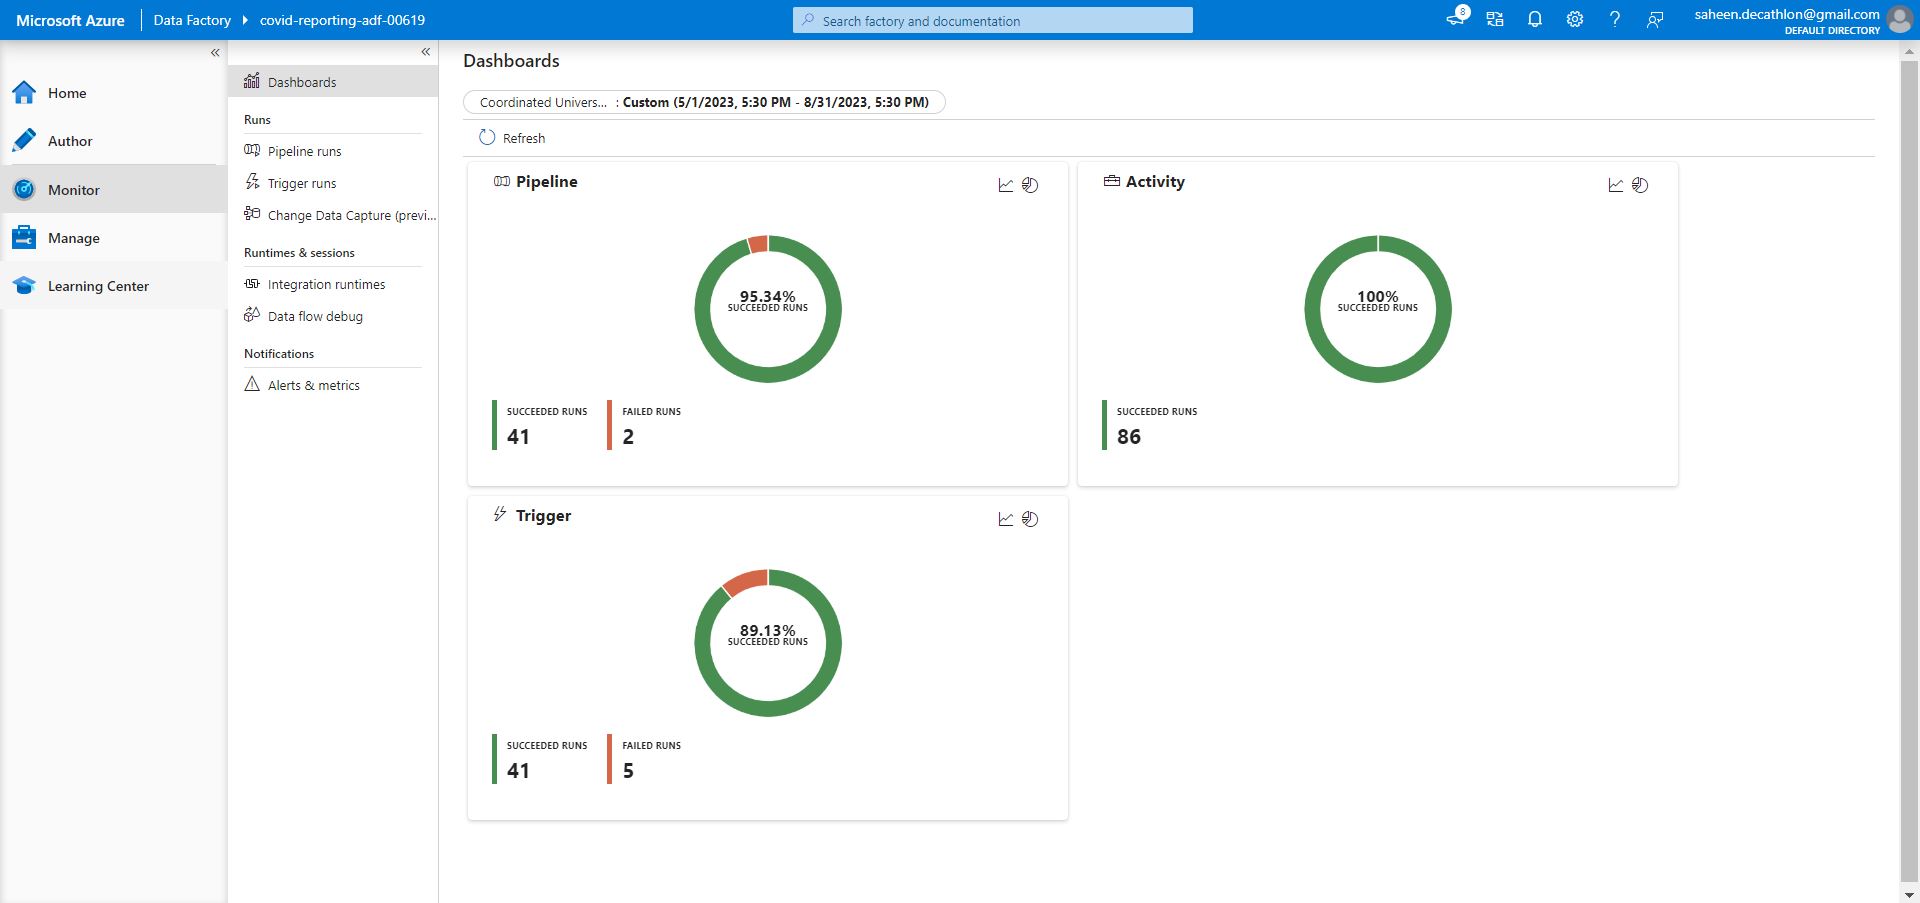 Microsoft Azure
Data Factory
covid-reporting-adf-00619
Search factory and documentation
8
saheen.decathlon@gmail.com
DEFAULT DIRECTORY
Home
Author
Monitor
Manage
Learning Center
Dashboards
Runs
Pipeline runs
Trigger runs
Change Data Capture (previ...
Runtimes & sessions
Integration runtimes
Data flow debug
Notifications
Alerts & metrics
Dashboards
Coordinated Univers... : Custom (5/1/2023, 5:30 PM - 8/31/2023, 5:30 PM)
Refresh
Pipeline
95.34%
SUCCEEDED RUNS
SUCCEEDED RUNS
41
FAILED RUNS
2
Activity
100%
SUCCEEDED RUNS
SUCCEEDED RUNS
86
Trigger
89.13%
SUCCEEDED RUNS
SUCCEEDED RUNS
41
FAILED RUNS
5